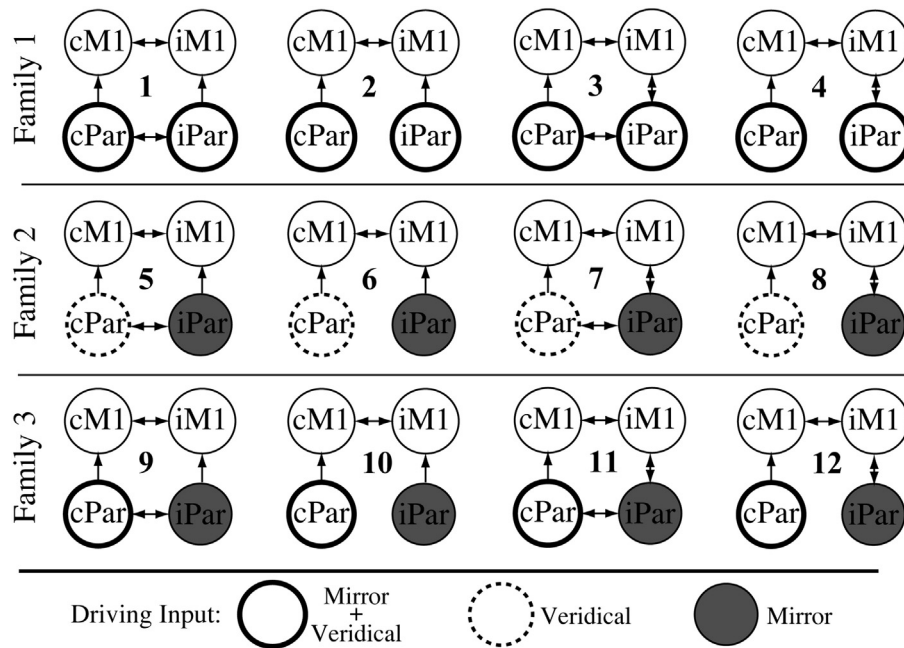 Family 1
cM1 iM1 cM1 iM1 cM1 iM1 cM1 iM1
1 2 3 4
cPar iPar cPar iPar cPar iPar cPar iPar
Family 2
cM1 iM1 cM1 iM1 cM1 iM1 cM1 iM1
5 6 7 8
cPar iPar cPar iPar cPar iPar cPar iPar
Family 3
cM1 iM1 cM1 iM1 cM1 iM1 cM1 iM1
9 10 11 12
cPar iPar cPar iPar cPar iPar cPar iPar
Driving Input:
Mirror
+
Veridical
Veridical
Mirror